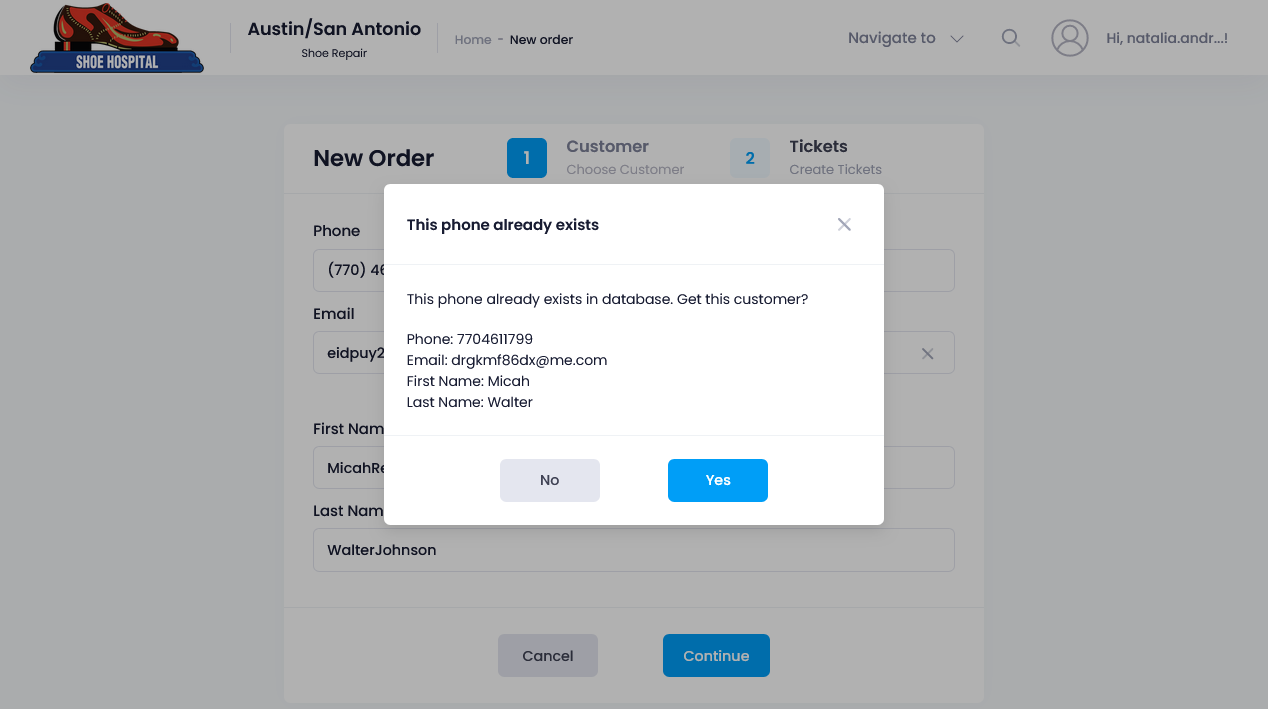 SHOE HOSPITAL
Austin/San Antonio
Shoe Repair
Home - New order
Navigate to
Hi, natalia.andr...!
New Order
1
Customer
Choose Customer
2
Tickets
Create Tickets
This phone already exists
Phone
(770) 46
This phone already exists in database. Get this customer?
Email
Phone: 7704611799
eidpuy2
Email: drgkmf86dx@me.com
First Name: Micah
Last Name: Walter
First Nam
MicahRe
No
Yes
Last Nam
WalterJohnson
Cancel
Continue